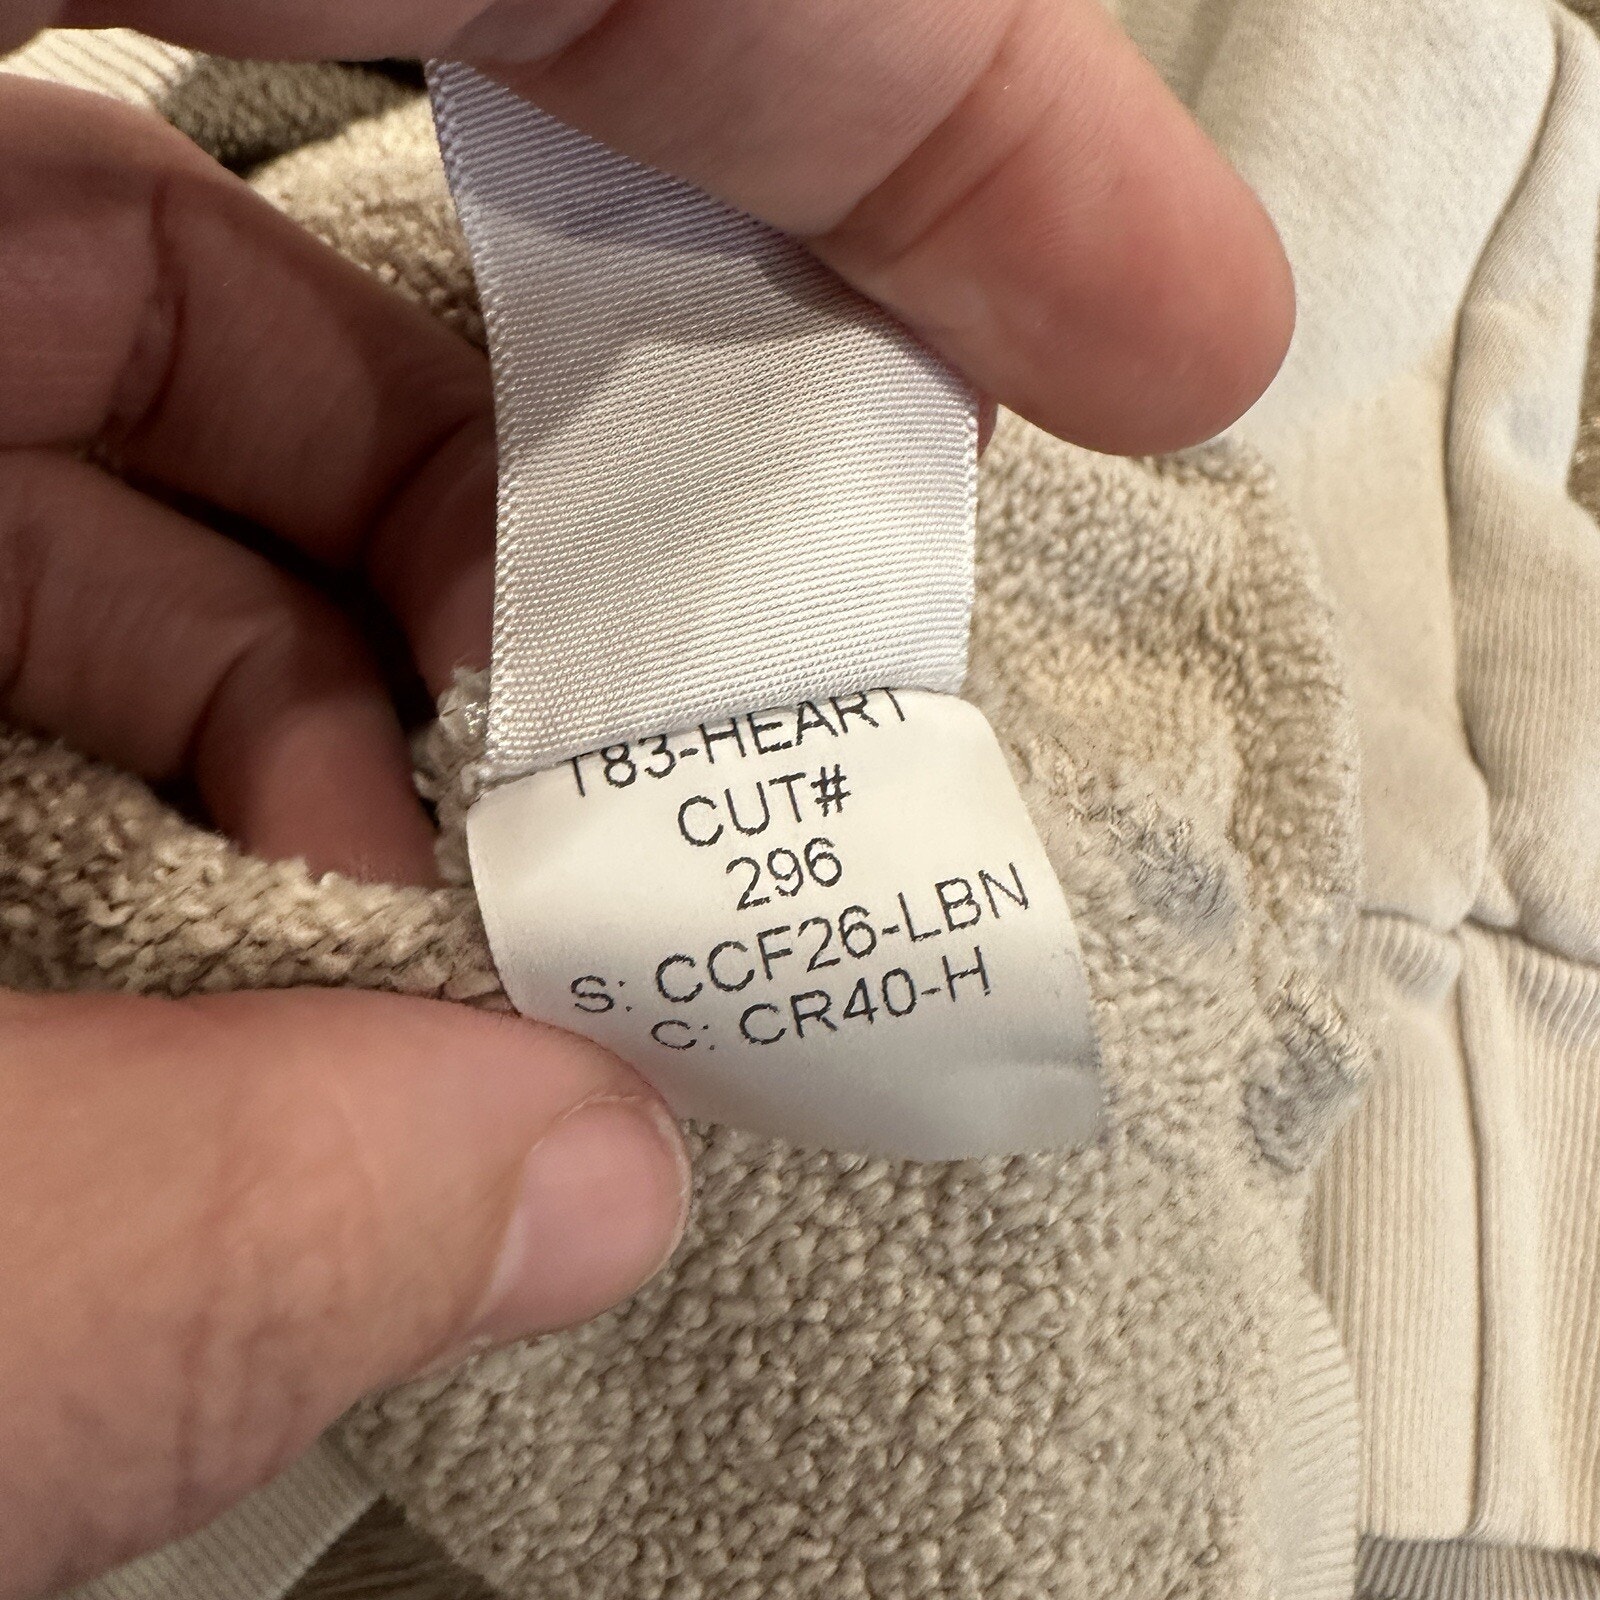 T83-HEART
CUT#
296
S: CCF26-LBN
C: CR40-H